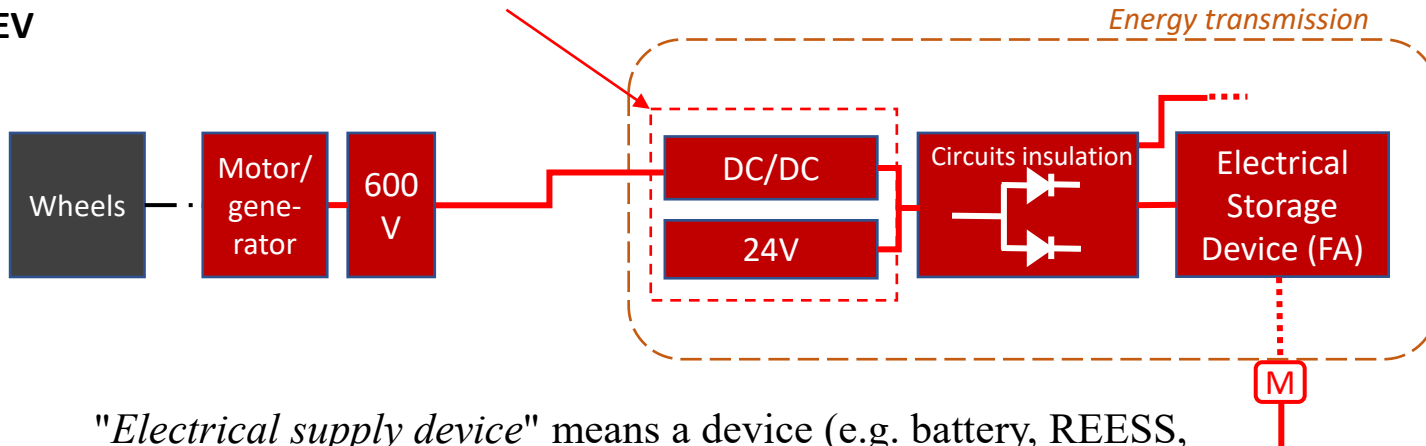 EV
Energy transmission
Wheels
Motor/
gene-
rator
600
V
DC/DC
24V
Circuits insulation
Electrical
Storage
Device (FA)
M
"Electrical supply device" means a device (e.g. battery, REESS,